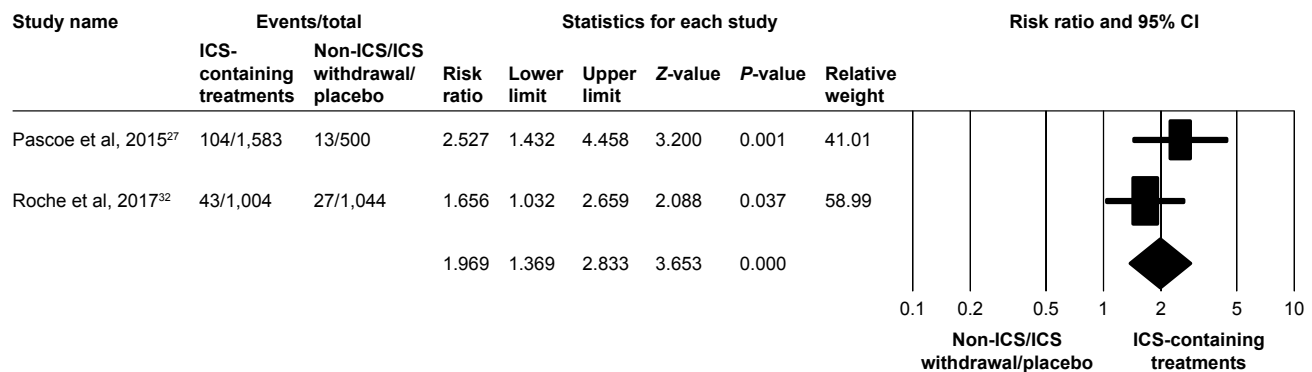 Study name Events/total Statistics for each study Risk ratio and 95% CI
ICS-containing treatments Non-ICS/ICS withdrawal/placebo Risk ratio Lower limit Upper limit Z-value P-value Relative weight
Pascoe et al, 2015²⁷ 104/1,583 13/500 2.527 1.432 4.458 3.200 0.001 41.01
Roche et al, 2017³² 43/1,004 27/1,044 1.656 1.032 2.659 2.088 0.037 58.99
1.969 1.369 2.833 3.653 0.000
0.1 0.2 0.5 1 2 5 10
Non-ICS/ICS ICS-containing
withdrawal/placebo treatments